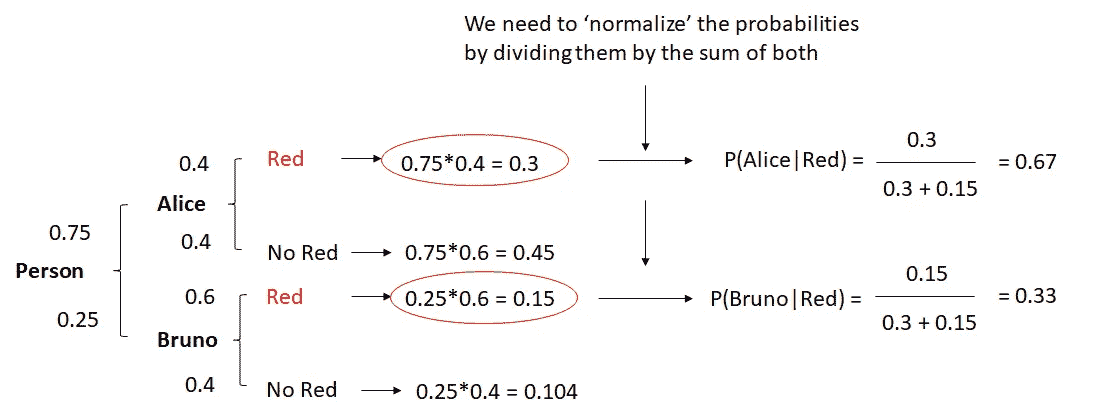 We need to ‘normalize’ the probabilities
by dividing them by the sum of both
0.4
Red
0.75*0.4 = 0.3
P(Alice|Red) =
0.3
0.3 + 0.15
= 0.67
Alice
0.75
0.4
No Red
0.75*0.6 = 0.45
Person
0.25
0.6
Red
0.25*0.6 = 0.15
P(Bruno|Red) =
0.15
0.3 + 0.15
= 0.33
Bruno
0.4
No Red
0.25*0.4 = 0.104